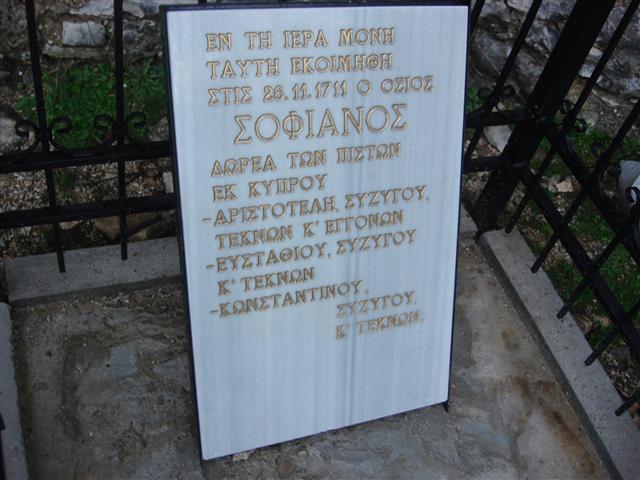 ΕΝ ΤΗ ΙΕΡΑ ΜΟΝΗ
ΤΑΥΤΗ ΕΚΟΙΜΗΘΗ
ΣΤΙΣ 26.11.1711 Ο ΟΣΙΟΣ
ΣΟΦΙΑΝΟΣ
ΔΩΡΕΑ ΤΩΝ ΠΙΣΤΩΝ
ΕΚ ΚΥΠΡΟΥ
-ΑΡΙΣΤΟΤΕΛΗ, ΣΥΖΥΓΟΥ,
ΤΕΚΝΩΝ Κ' ΕΓΓΟΝΩΝ
-ΕΥΣΤΑΘΙΟΥ, ΣΥΖΥΓΟΥ
Κ' ΤΕΚΝΩΝ
-ΚΩΝΣΤΑΝΤΙΝΟΥ,
ΣΥΖΥΓΟΥ,
Κ' ΤΕΚΝΩΝ.